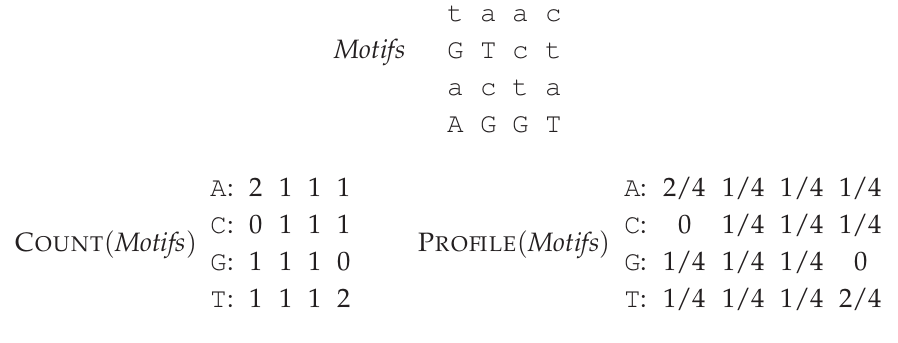 t a a c
Motifs G T c t
a c t a
A G G T
A: 2 1 1 1
C: 0 1 1 1
COUNT(Motifs)
G: 1 1 1 0
T: 1 1 1 2
A: 2/4 1/4 1/4 1/4
C: 0 1/4 1/4 1/4
PROFILE(Motifs)
G: 1/4 1/4 1/4 0
T: 1/4 1/4 1/4 2/4